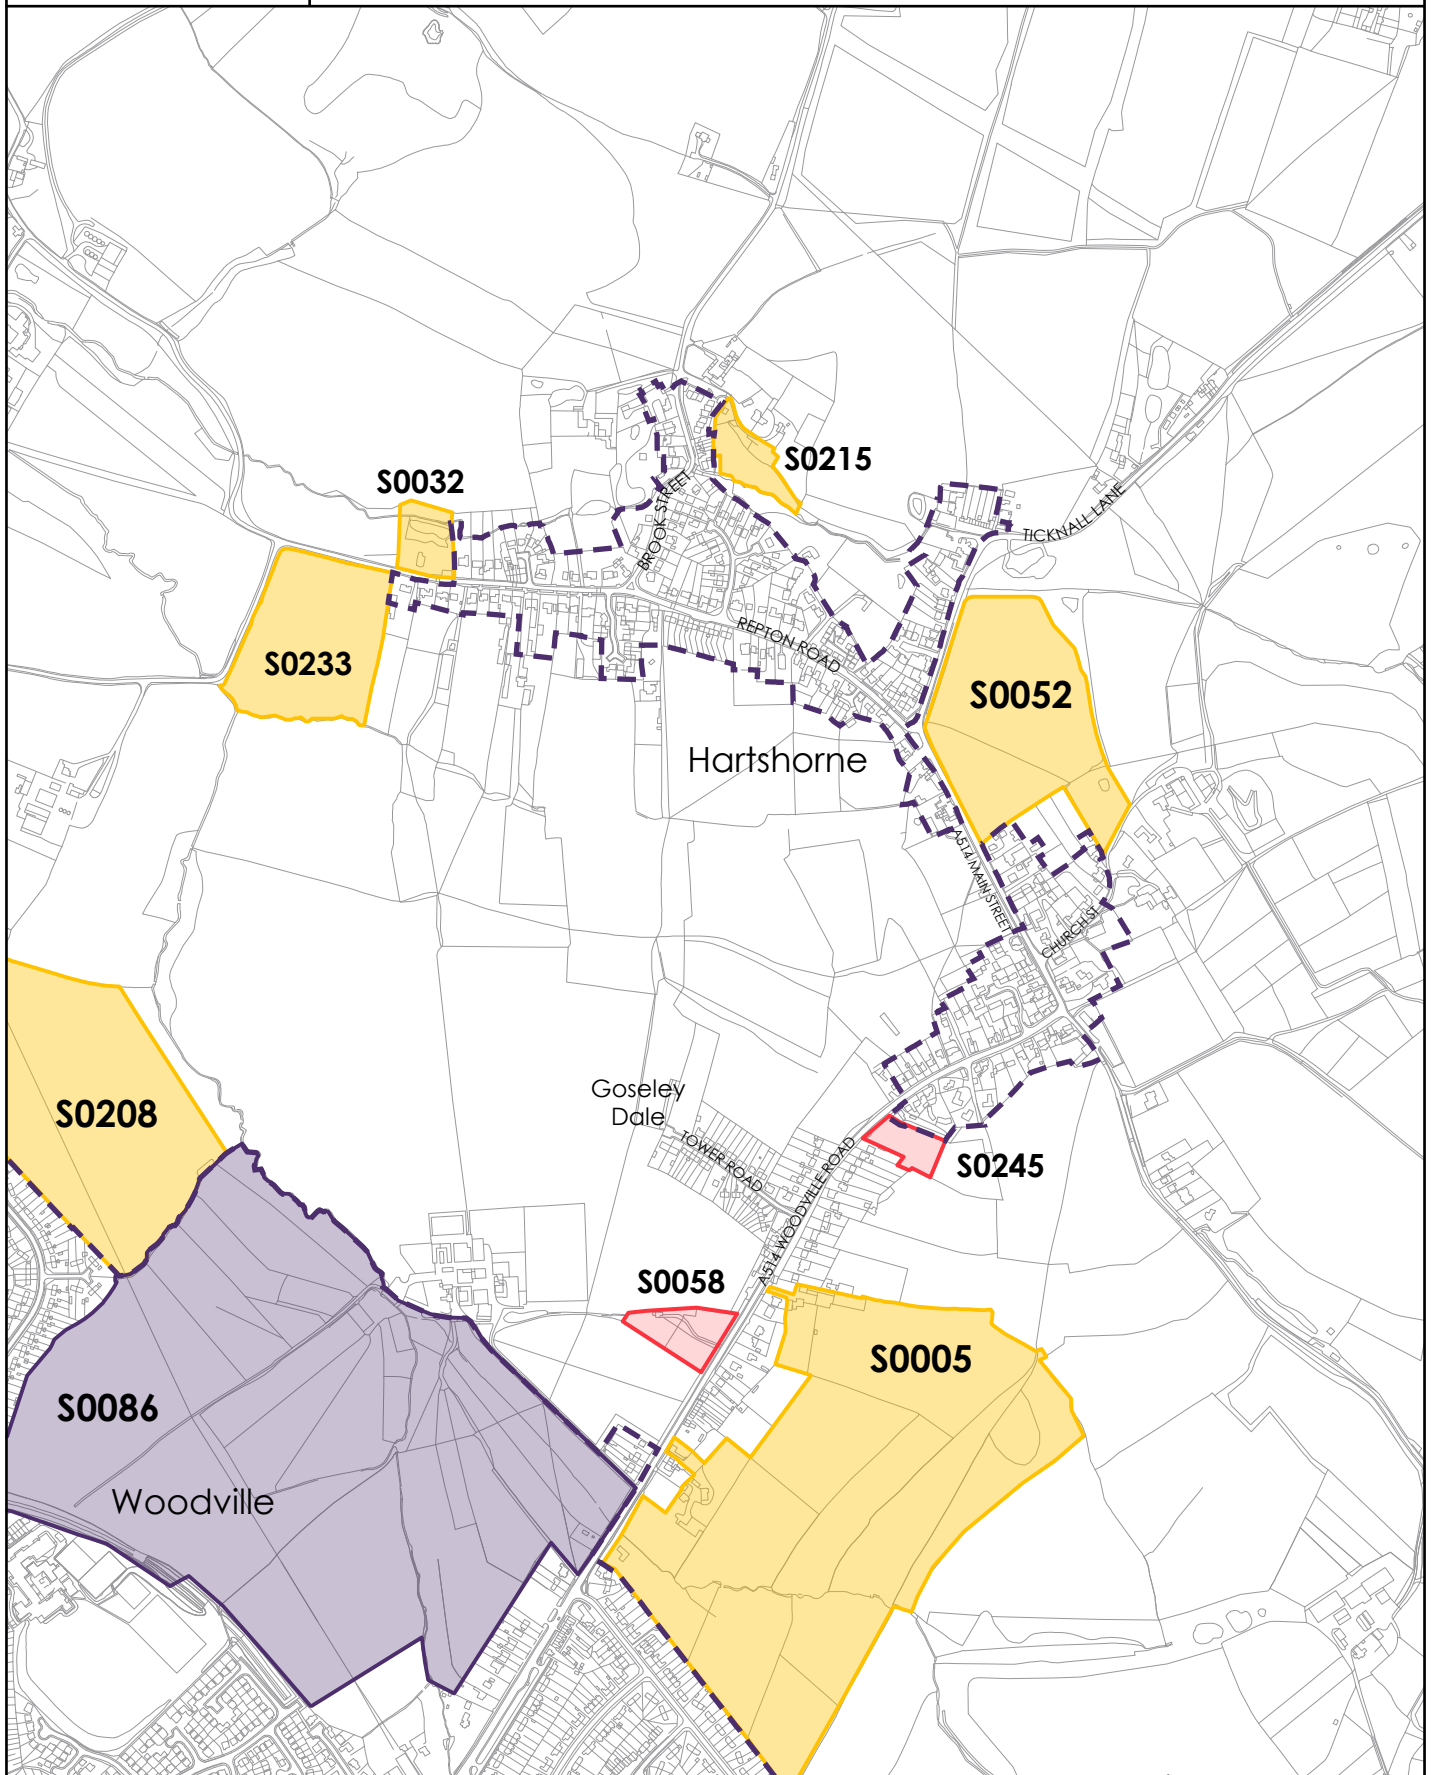 S0215
S0032
BROOK STREET
TICKNALL LANE
REPTON ROAD
S0233
S0052
Hartshorne
A514 MAIN STREET
CHURCH ST
S0208
Goseley
Dale
TOWER ROAD
A514 WOODVILLE ROAD
S0245
S0058
S0005
S0086
Woodville